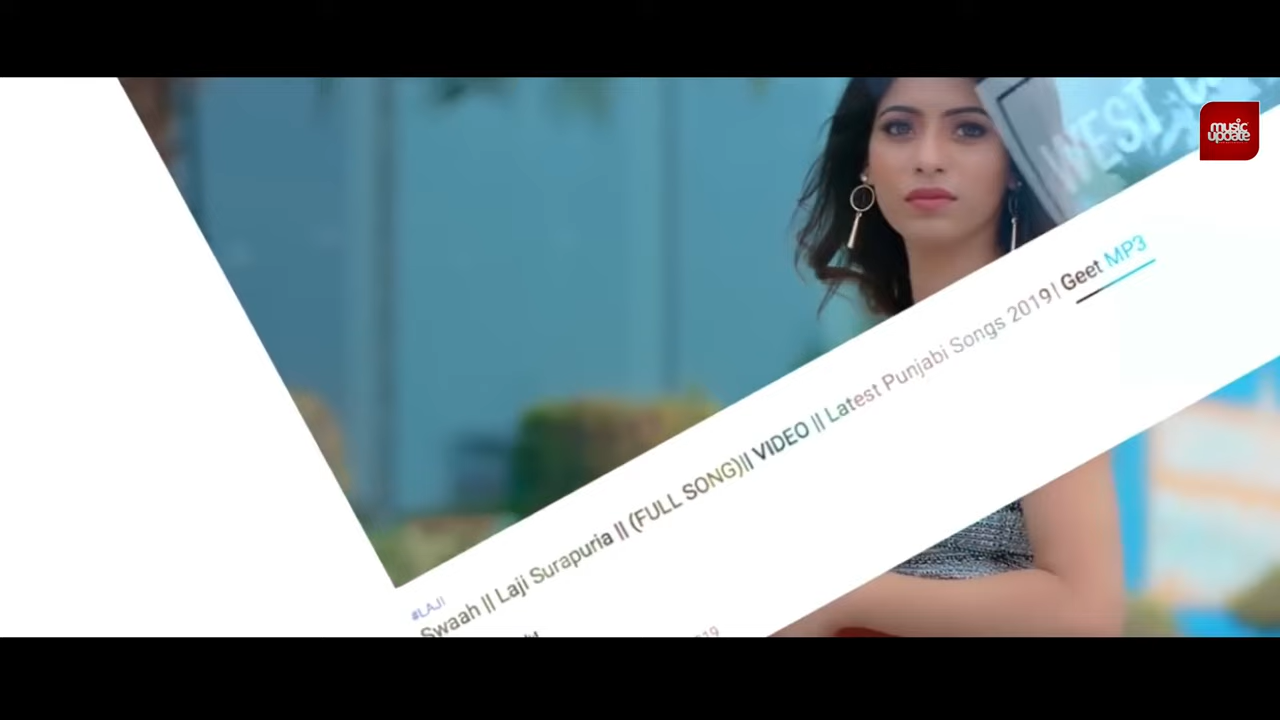 music
update
WEST
Geet MP3
#LAJI
Swaah || Laji Surapuria || (FULL SONG)|| VIDEO || Latest Punjabi Songs 2019|